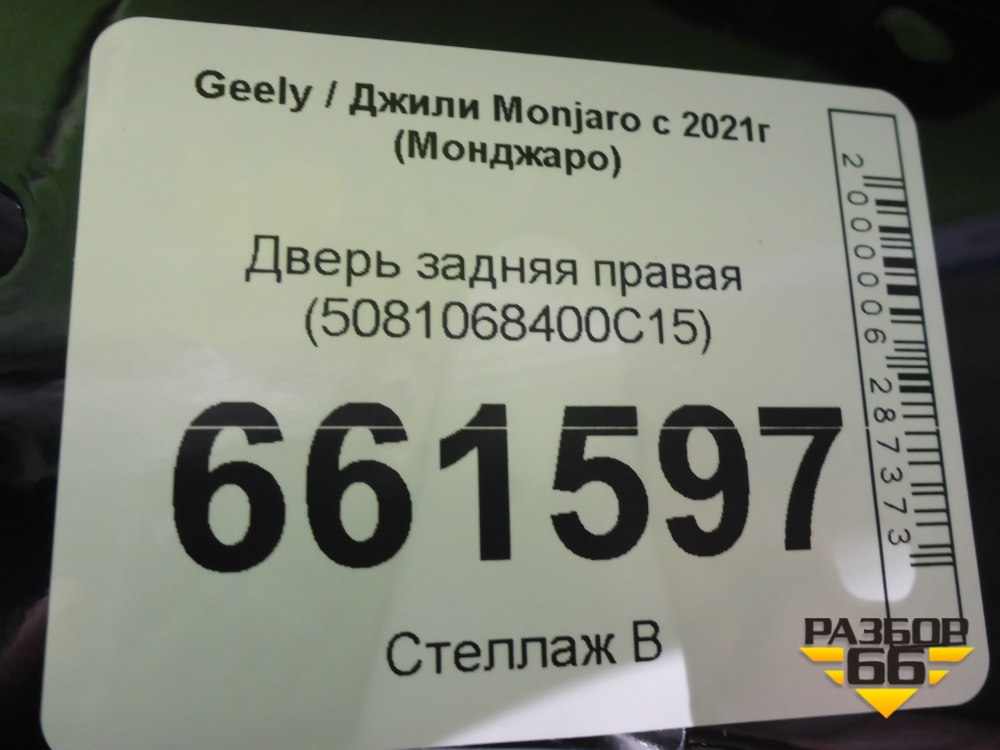 Geely / Джили Monjaro с 2021г
(Монджаро)
Дверь задняя правая
(5081068400C15)
661597
Стеллаж В
2000006287373
РАЗБОР
66